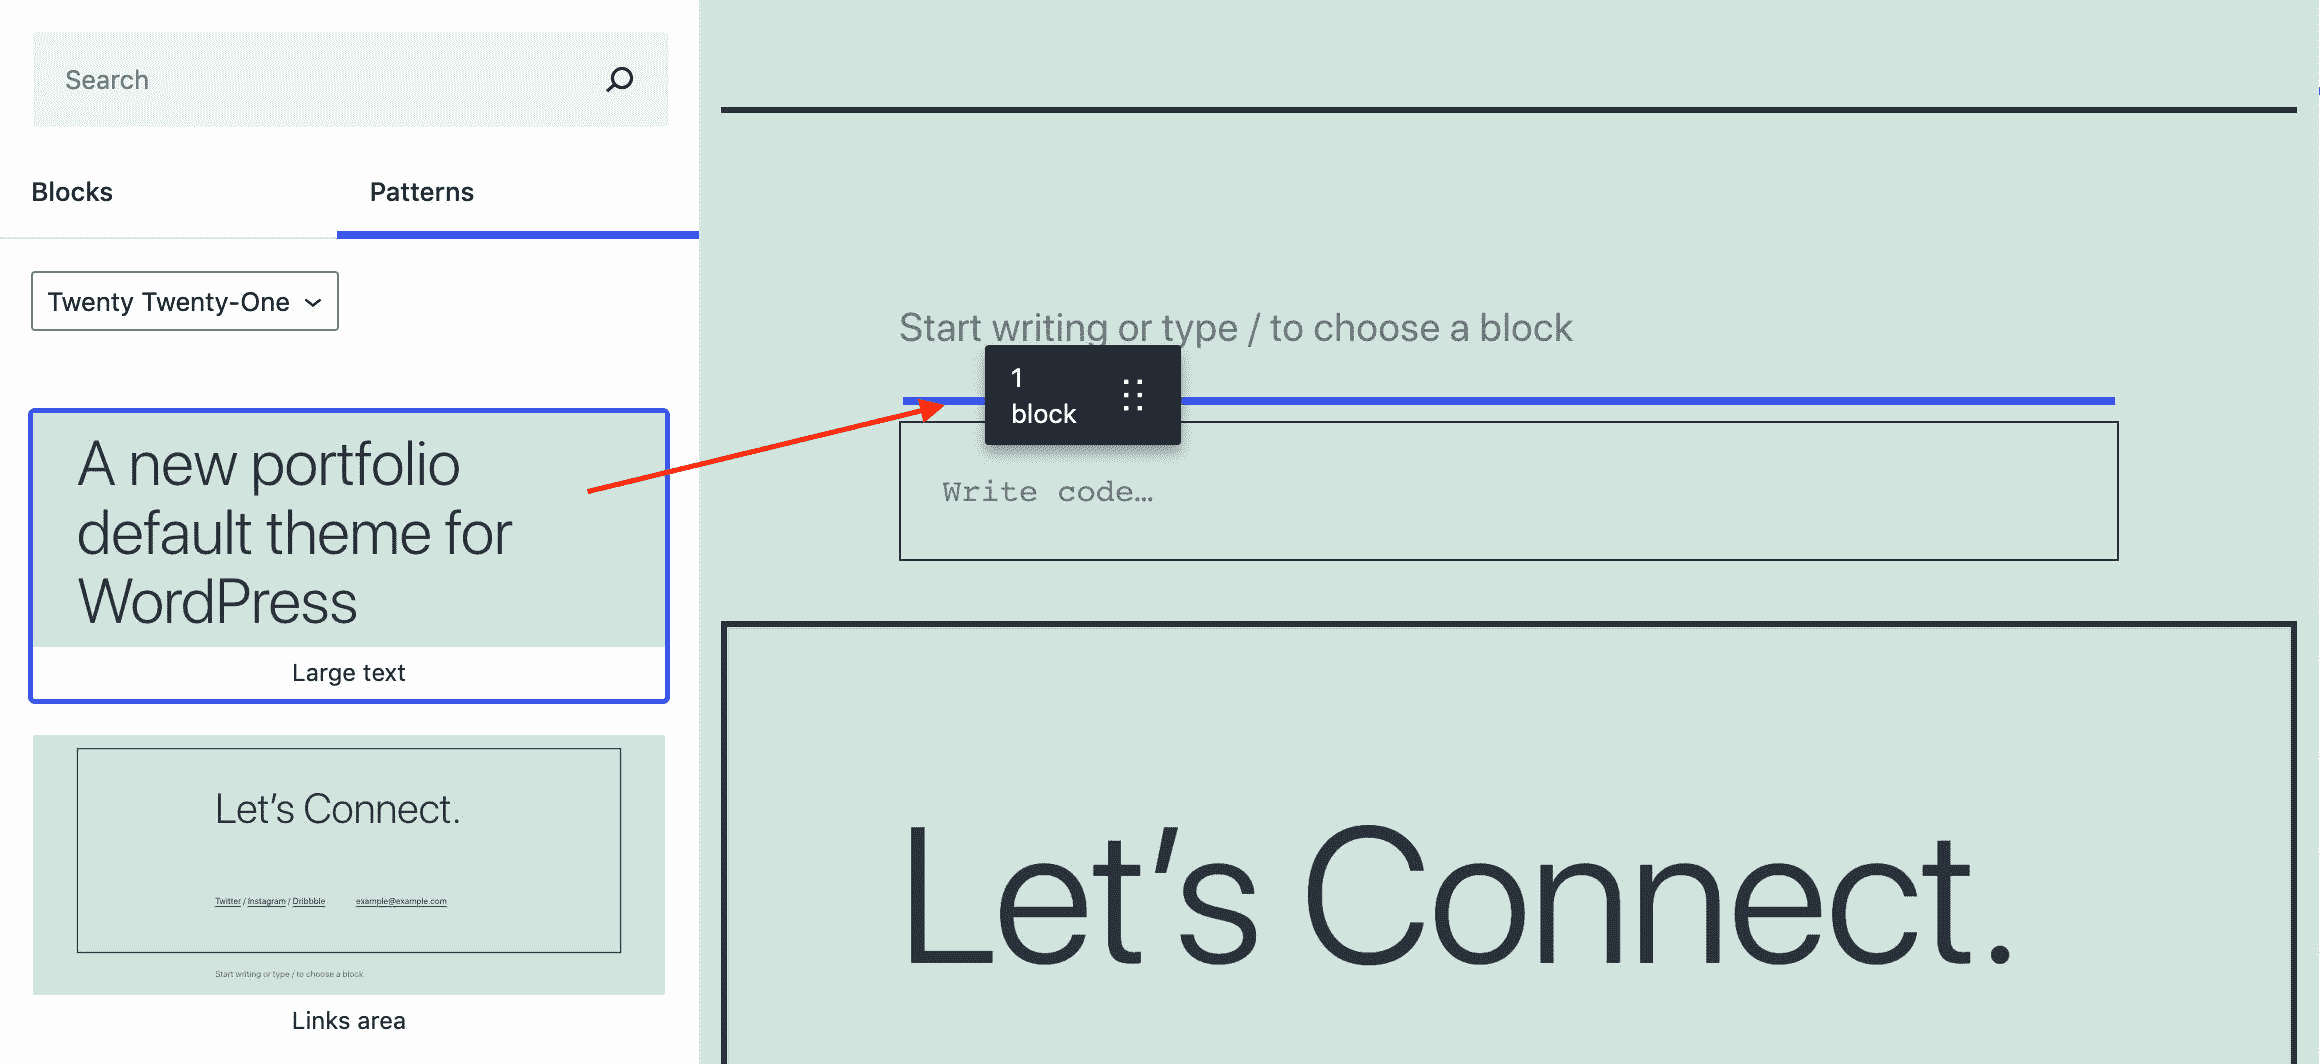 Search
Blocks
Patterns
Twenty Twenty-One
A new portfolio
default theme for
WordPress
Large text
Let’s Connect.
Twitter / Instagram / Dribbble
example@example.com
Start writing or type / to choose a block
Links area
Start writing or type / to choose a block
1
block
Write code…
Let’s Connect.